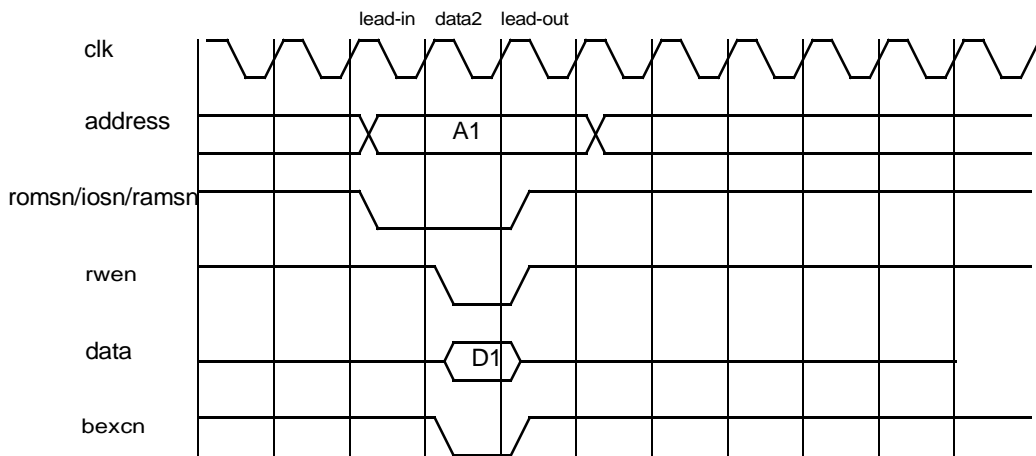 lead-in data2 lead-out
clk
address
A1
romsn/iosn/ramsn
rwen
data
D1
bexcn